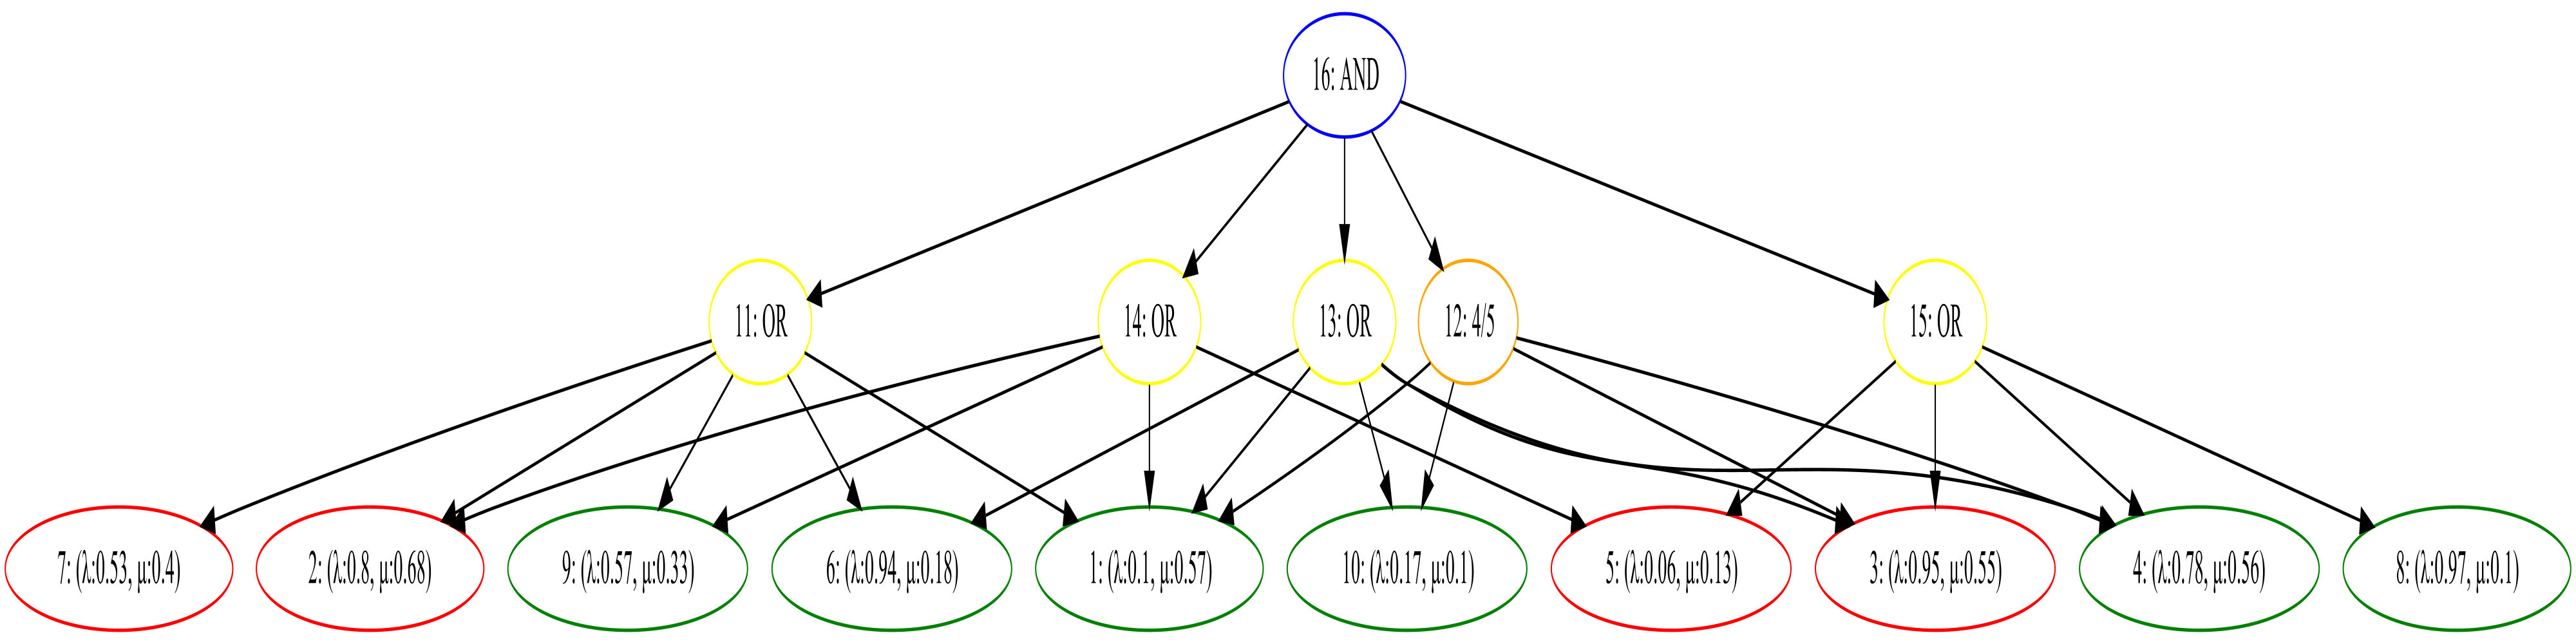 16: AND
11: OR
14: OR
13: OR
12: 4/5
15: OR
7: (λ:0.53, μ:0.4)
2: (λ:0.8, μ:0.68)
9: (λ:0.57, μ:0.33)
6: (λ:0.94, μ:0.18)
1: (λ:0.1, μ:0.57)
10: (λ:0.17, μ:0.1)
5: (λ:0.06, μ:0.13)
3: (λ:0.95, μ:0.55)
4: (λ:0.78, μ:0.56)
8: (λ:0.97, μ:0.1)